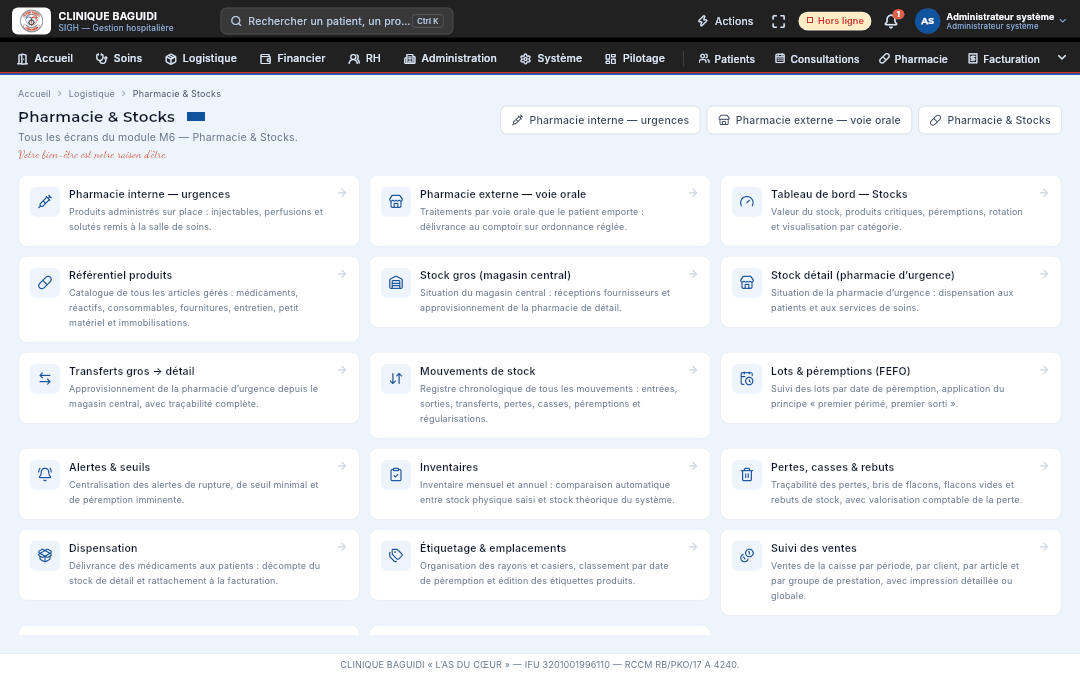 CLINIQUE BAGUIDI
SIGH — Gestion hospitalière
Rechercher un patient, un pro... Ctrl K
Actions
Hors ligne
1
AS
Administrateur système
Administrateur système
Accueil Soins Logistique Financier RH Administration Système Pilotage Patients Consultations Pharmacie Facturation
Accueil > Logistique > Pharmacie & Stocks
Pharmacie & Stocks
Tous les écrans du module M6 — Pharmacie & Stocks.
Votre bien-être est notre raison d'être.
Pharmacie interne — urgences
Pharmacie externe — voie orale
Pharmacie & Stocks
Pharmacie interne — urgences
Produits administrés sur place : injectables, perfusions et
solutés remis à la salle de soins.
Pharmacie externe — voie orale
Traitements par voie orale que le patient emporte :
délivrance au comptoir sur ordonnance réglée.
Tableau de bord — Stocks
Valeur du stock, produits critiques, péremptions, rotation
et visualisation par catégorie.
Référentiel produits
Catalogue de tous les articles gérés : médicaments,
réactifs, consommables, fournitures, entretien, petit
matériel et immobilisations.
Stock gros (magasin central)
Situation du magasin central : réceptions fournisseurs et
approvisionnement de la pharmacie de détail.
Stock détail (pharmacie d'urgence)
Situation de la pharmacie d'urgence : dispensation aux
patients et aux services de soins.
Transferts gros → détail
Approvisionnement de la pharmacie d'urgence depuis le
magasin central, avec traçabilité complète.
Mouvements de stock
Registre chronologique de tous les mouvements : entrées,
sorties, transferts, pertes, casses, péremptions et
régularisations.
Lots & péremptions (FEFO)
Suivi des lots par date de péremption, application du
principe « premier périmé, premier sorti ».
Alertes & seuils
Centralisation des alertes de rupture, de seuil minimal et
de péremption imminente.
Inventaires
Inventaire mensuel et annuel : comparaison automatique
entre stock physique saisi et stock théorique du système.
Pertes, casses & rebuts
Traçabilité des pertes, bris de flacons, flacons vides et
rebuts de stock, avec valorisation comptable de la perte.
Dispensation
Délivrance des médicaments aux patients : décompte du
stock de détail et rattachement à la facturation.
Étiquetage & emplacements
Organisation des rayons et casiers, classement par date
de péremption et édition des étiquettes produits.
Suivi des ventes
Ventes de la caisse par période, par client, par article et
par groupe de prestation, avec impression détaillée ou
globale.
CLINIQUE BAGUIDI « L'AS DU CŒUR » — IFU 3201001996110 — RCCM RB/PKO/17 A 4240.